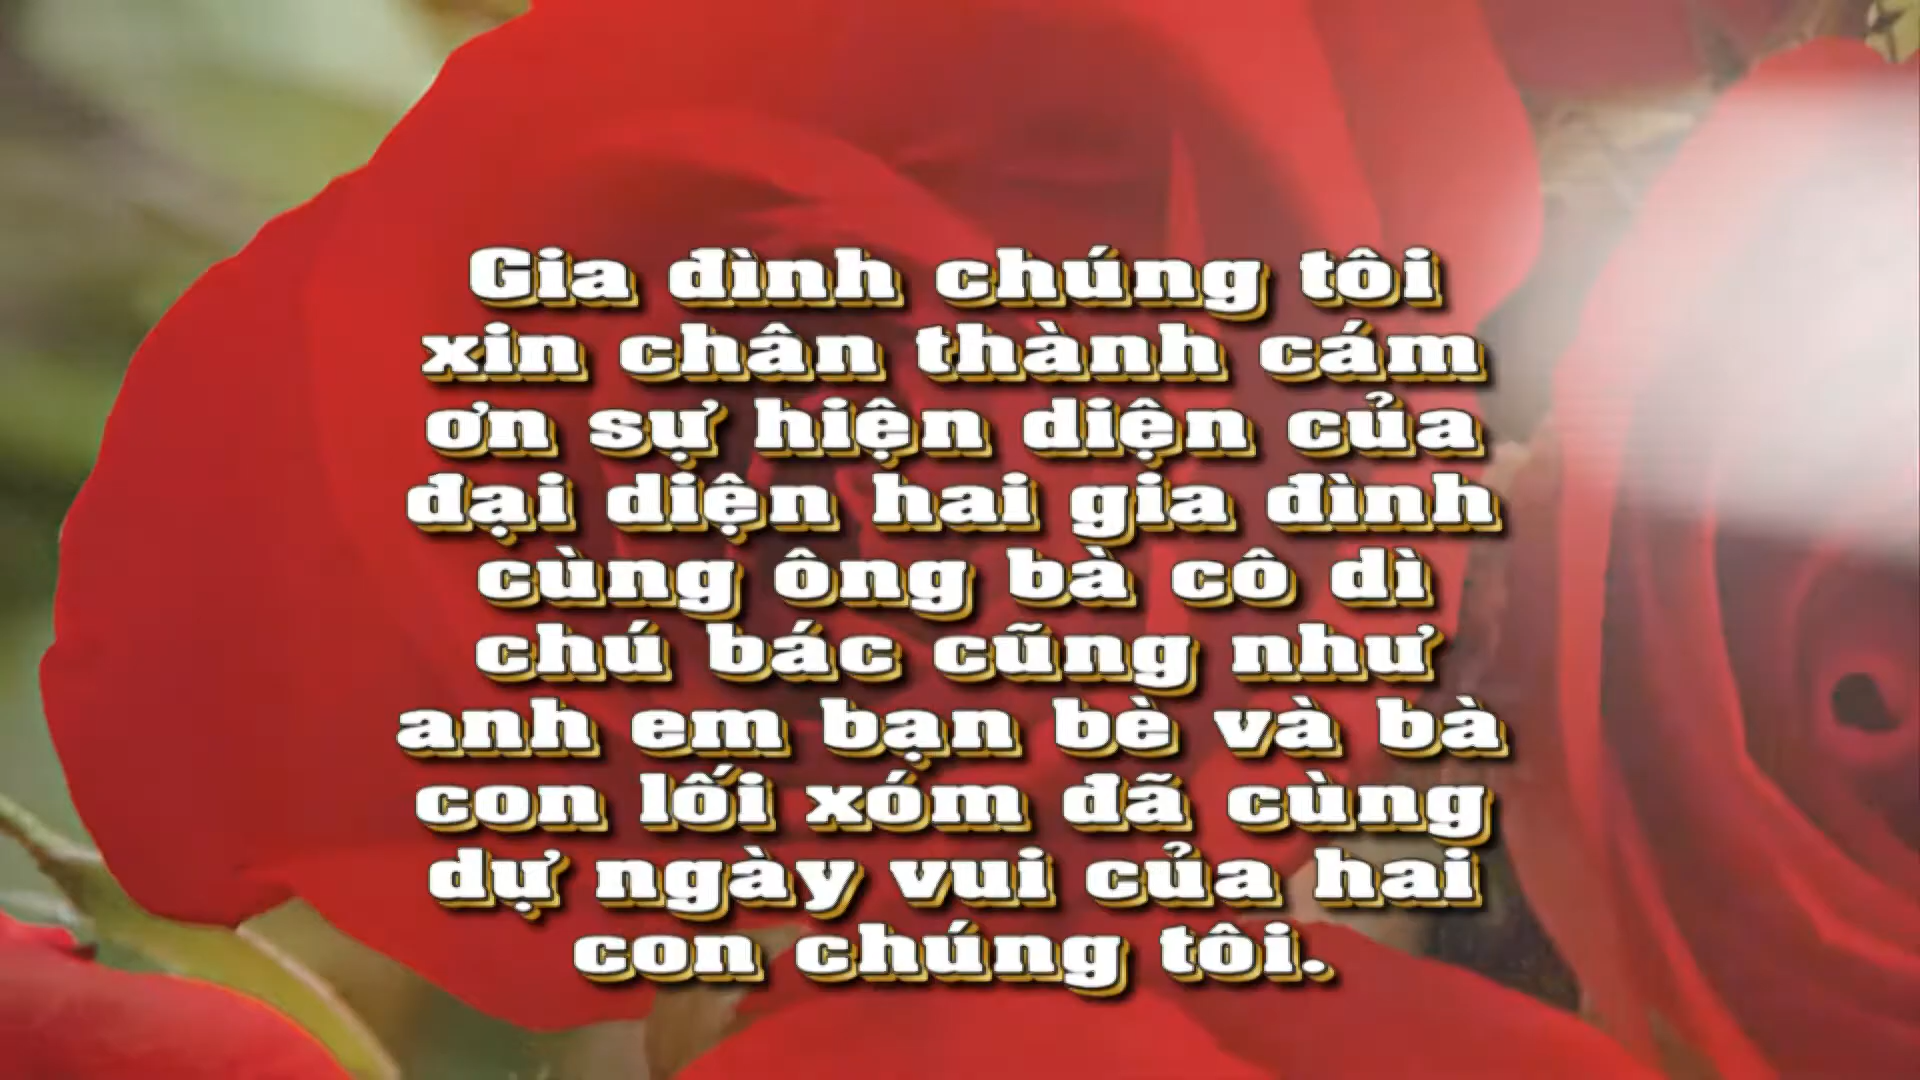 Gia đình chúng tôi
xin chân thành cám
ơn sự hiện diện của
đại diện hai gia đình
cùng ông bà cô dì
chú bác cũng như
anh em bạn bè và bà
con lối xóm đã cùng
dự ngày vui của hai
con chúng tôi.